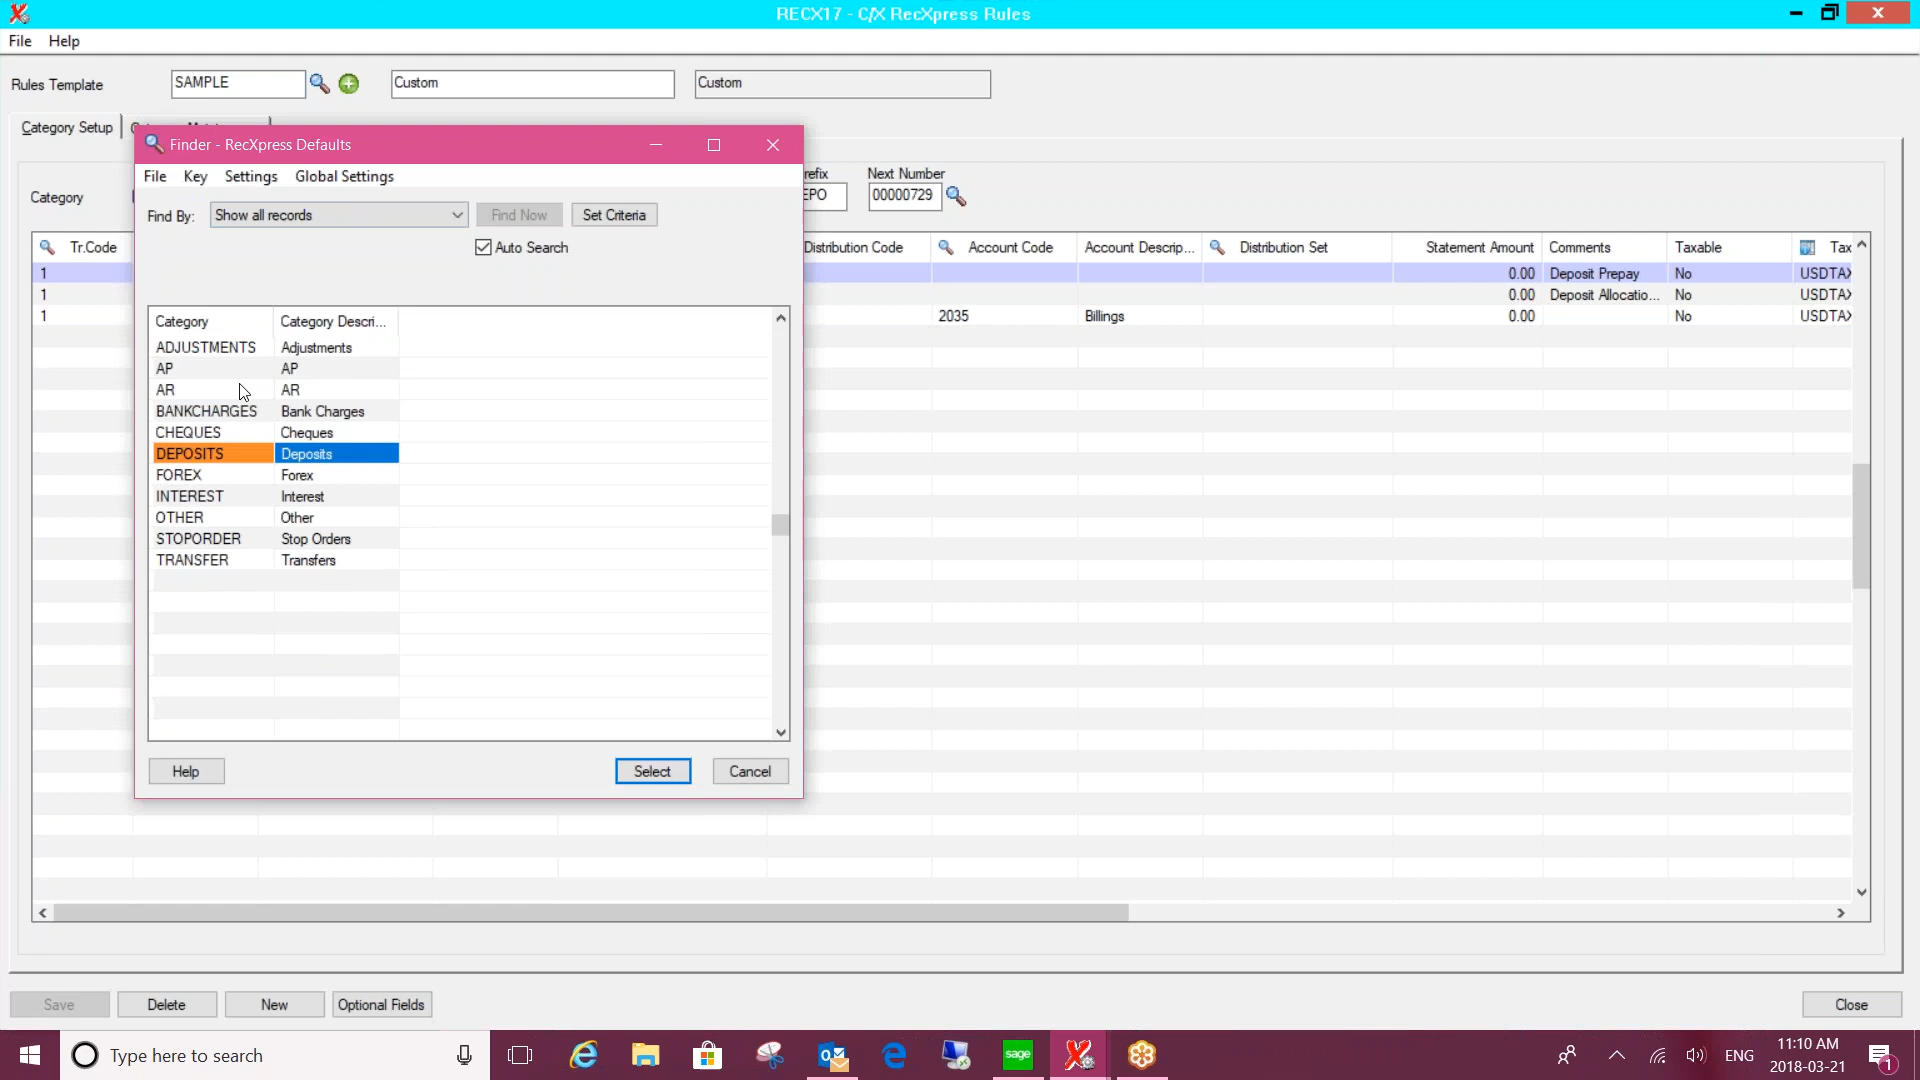 RECX17 - C/X RecXpress Rules
File Help
Rules Template SAMPLE Custom Custom
Category Setup
Finder - RecXpress Defaults
File Key Settings Global Settings
Find By: Show all records Find Now Set Criteria
Auto Search
Category Category Descri...
ADJUSTMENTS Adjustments
AP AP
AR AR
BANKCHARGES Bank Charges
CHEQUES Cheques
DEPOSITS Deposits
FOREX Forex
INTEREST Interest
OTHER Other
STOPORDER Stop Orders
TRANSFER Transfers
Help Select Cancel
refix Next Number
Category EPO 00000729
Tr.Code Distribution Code Account Code Account Descrip... Distribution Set Statement Amount Comments Taxable Tax
1 0.00 Deposit Prepay No USDTAX
1 0.00 Deposit Allocatio... No USDTAX
1 2035 Billings 0.00 No USDTAX
Save Delete New Optional Fields Close
Type here to search
sage
ENG
11:10 AM
2018-03-21
1